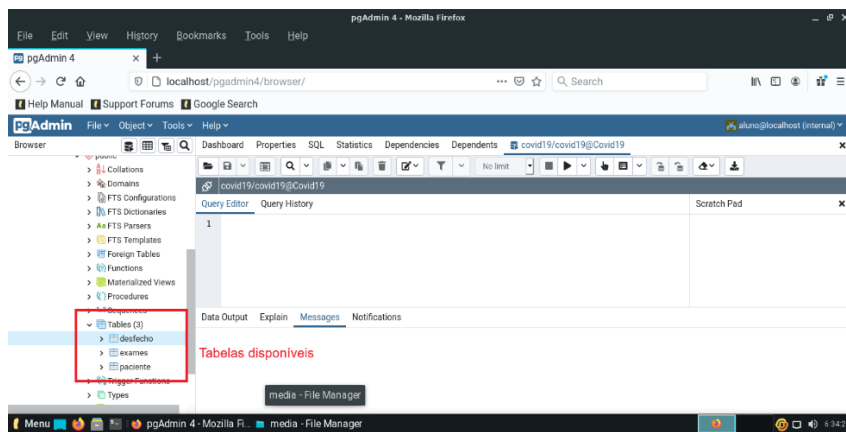 pgAdmin 4 - Mozilla Firefox
File Edit View History Bookmarks Tools Help
pgAdmin 4
localhost/pgadmin4/browser/
Search
Help Manual Support Forums Google Search
pgAdmin File Object Tools Help
aluno@localhost (internal)
Browser
Dashboard Properties SQL Statistics Dependencies Dependents covid19/covid19@Covid19
public
Collations
No limit
Domains
covid19/covid19@Covid19
FTS Configurations
Query Editor Query History
Scratch Pad
FTS Dictionaries
1
FTS Parsers
FTS Templates
Foreign Tables
Functions
Materialized Views
Procedures
Sequences
Data Output Explain Messages Notifications
Tables (3)
desfecho
exames
Tabelas disponíveis
paciente
Trigger Functions
Types
media - File Manager
Menu
pgAdmin 4 - Mozilla Fi...
media - File Manager